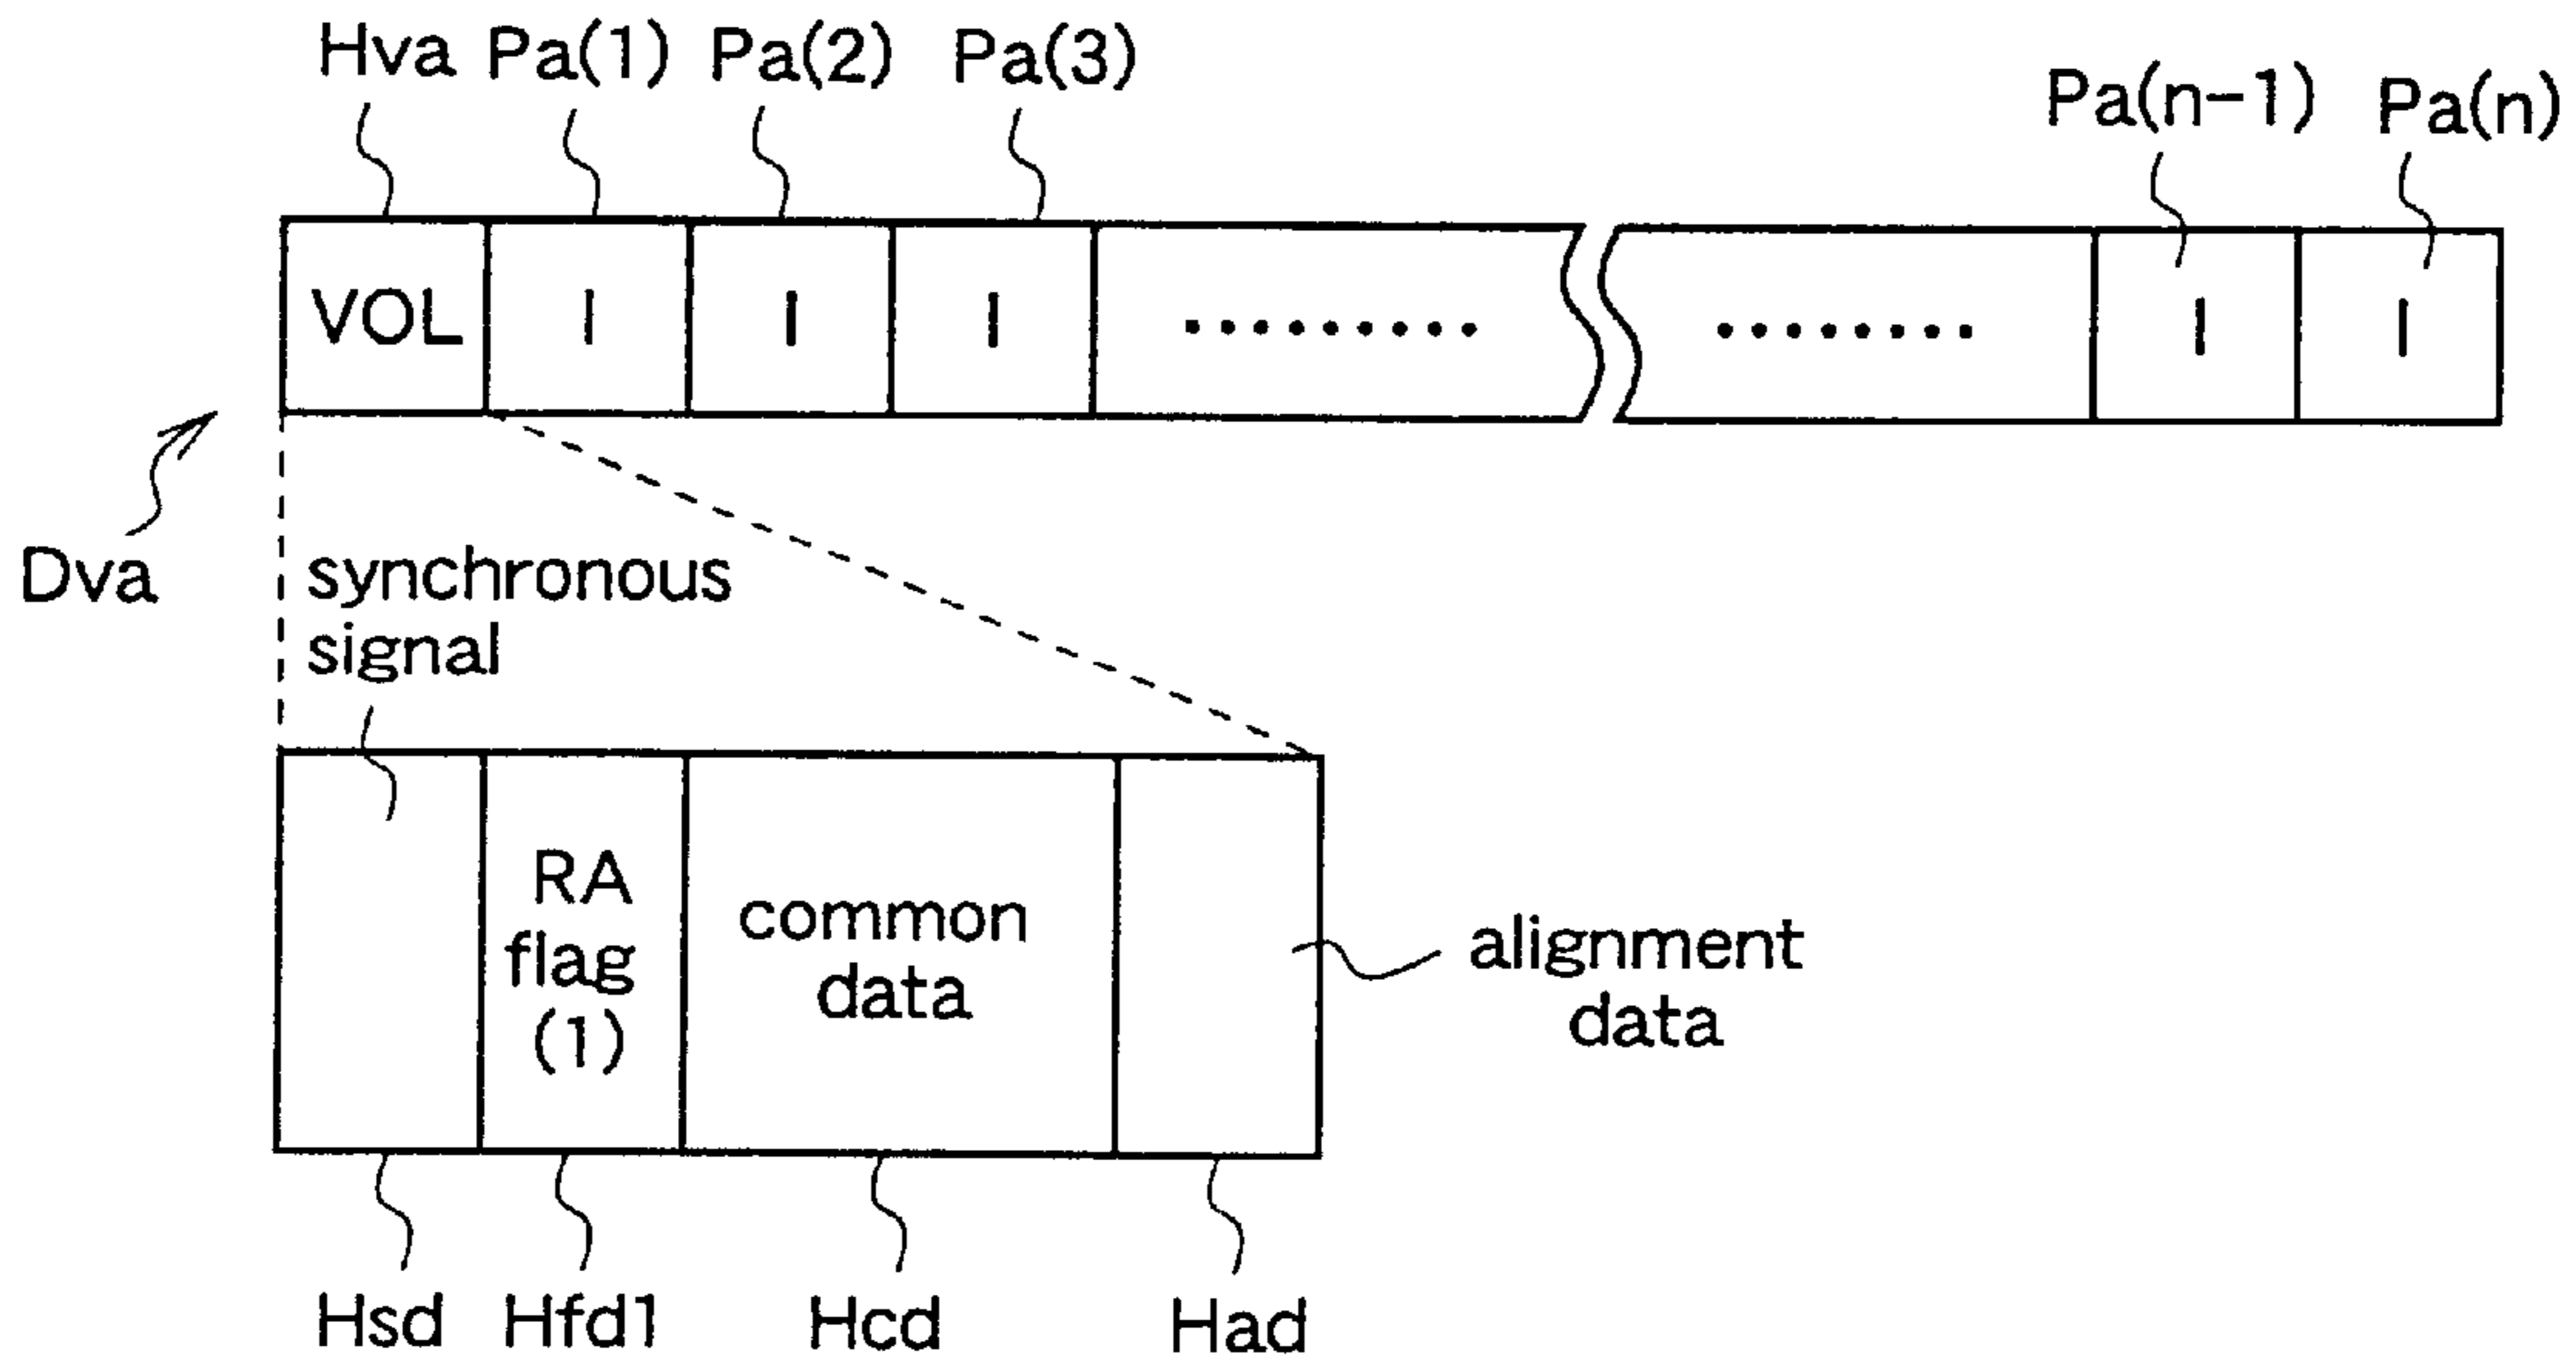 Hva Pa(1) Pa(2) Pa(3) Pa(n-1) Pa(n)
VOL I I I ......... ........ I I
Dva
synchronous
signal
RA
flag
(1)
common
data
alignment
data
Hsd Hfd1 Hcd Had